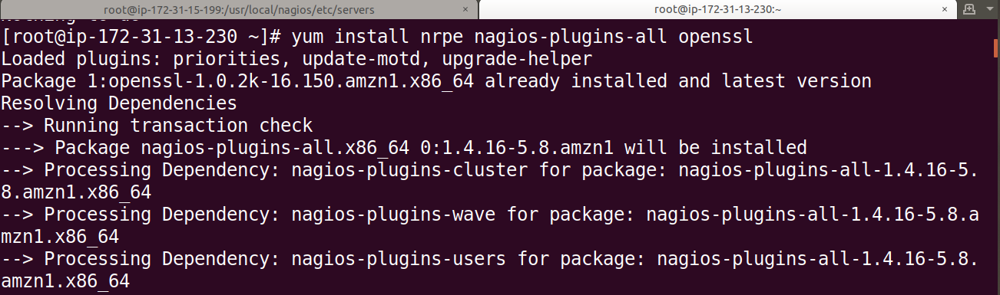 root@ip-172-31-15-199:/usr/local/nagios/etc/servers × root@ip-172-31-13-230:~ ×
[root@ip-172-31-13-230 ~]# yum install nrpe nagios-plugins-all openssl
Loaded plugins: priorities, update-motd, upgrade-helper
Package 1:openssl-1.0.2k-16.150.amzn1.x86_64 already installed and latest version
Resolving Dependencies
--> Running transaction check
---> Package nagios-plugins-all.x86_64 0:1.4.16-5.8.amzn1 will be installed
--> Processing Dependency: nagios-plugins-cluster for package: nagios-plugins-all-1.4.16-5.
8.amzn1.x86_64
--> Processing Dependency: nagios-plugins-wave for package: nagios-plugins-all-1.4.16-5.8.a
mzn1.x86_64
--> Processing Dependency: nagios-plugins-users for package: nagios-plugins-all-1.4.16-5.8.
amzn1.x86_64